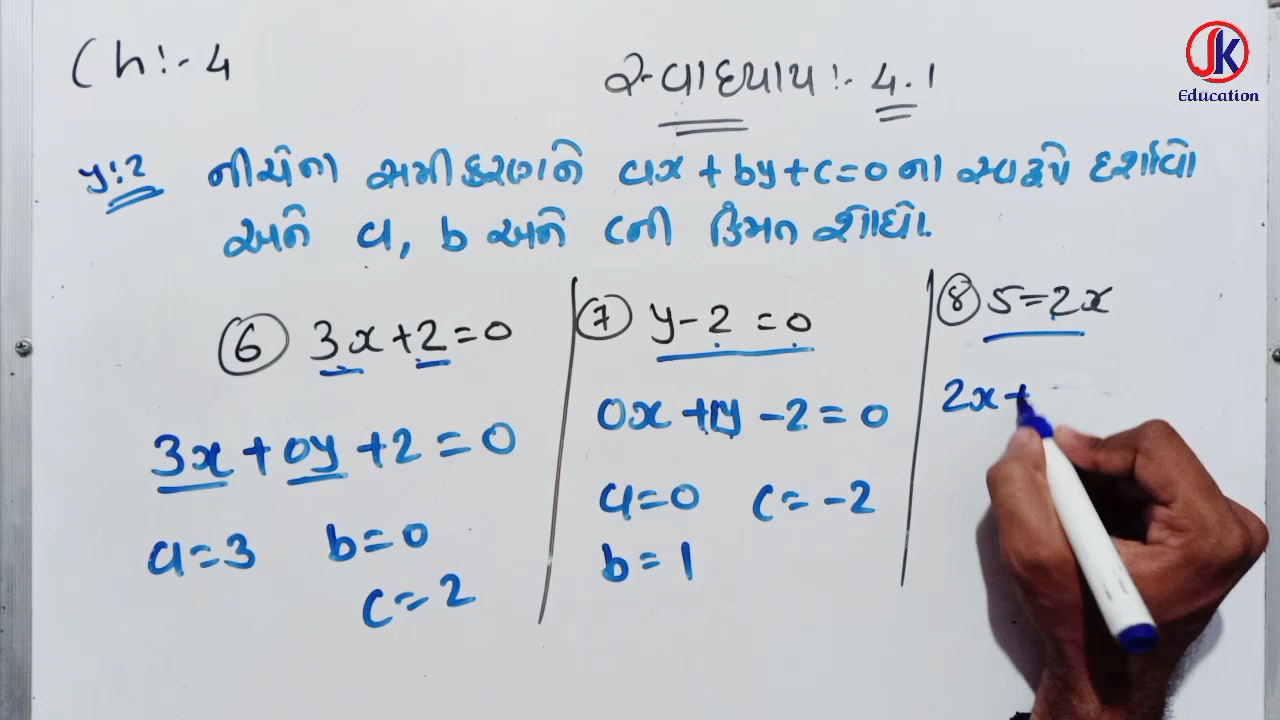 Ch:- 4
સ્વાધ્યાય:- 4.1
JK
Education
પ્ર:2 નીચેના સમીકરણને ax + by + c = 0 ના સ્વરૂપે દર્શાવો
અને a, b અને cની કિંમત શોધો.
6 3x + 2 = 0
3x + 0y + 2 = 0
a = 3 b = 0
c = 2
7 y - 2 = 0
0x + 1y - 2 = 0
a = 0 c = -2
b = 1
8 5 = 2x
2x +